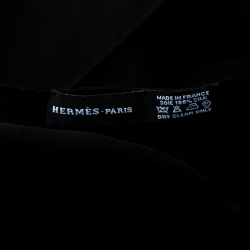 HERMÈS-PARIS
MADE IN FRANCE
SOIE 100% SILK
DRY CLEAN ONLY